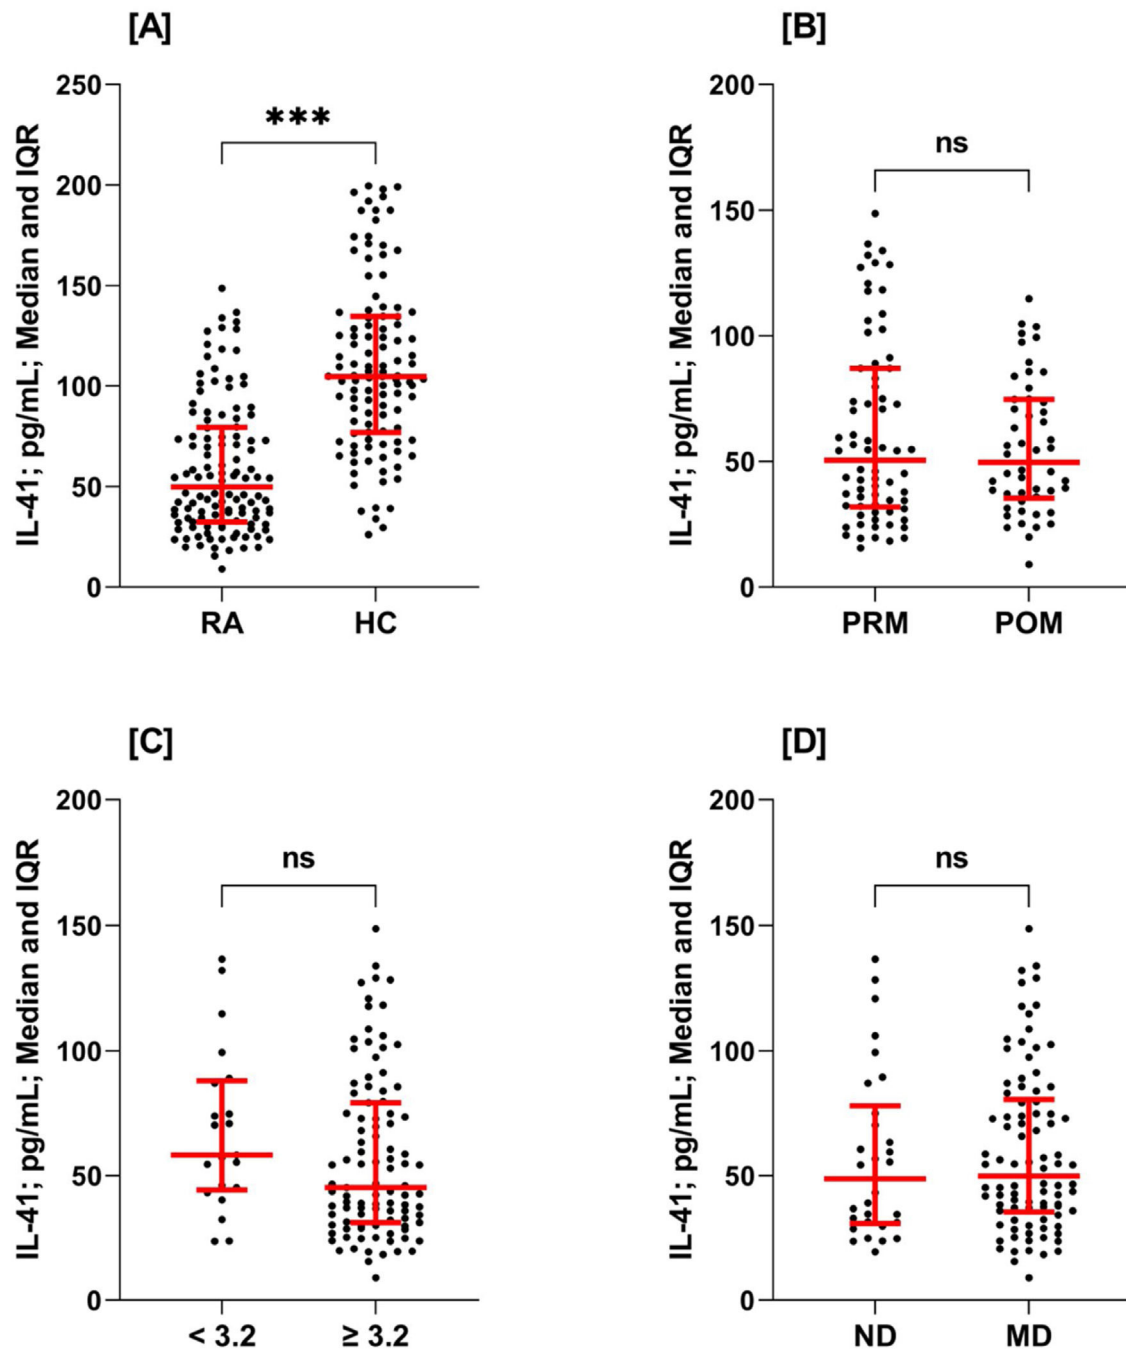 [A]
IL-41; pg/mL; Median and IQR
250
200
150
100
50
0
***
RA HC
[B]
IL-41; pg/mL; Median and IQR
200
150
100
50
0
ns
PRM POM
[C]
IL-41; pg/mL; Median and IQR
200
150
100
50
0
ns
< 3.2 ≥ 3.2
[D]
IL-41; pg/mL; Median and IQR
200
150
100
50
0
ns
ND MD